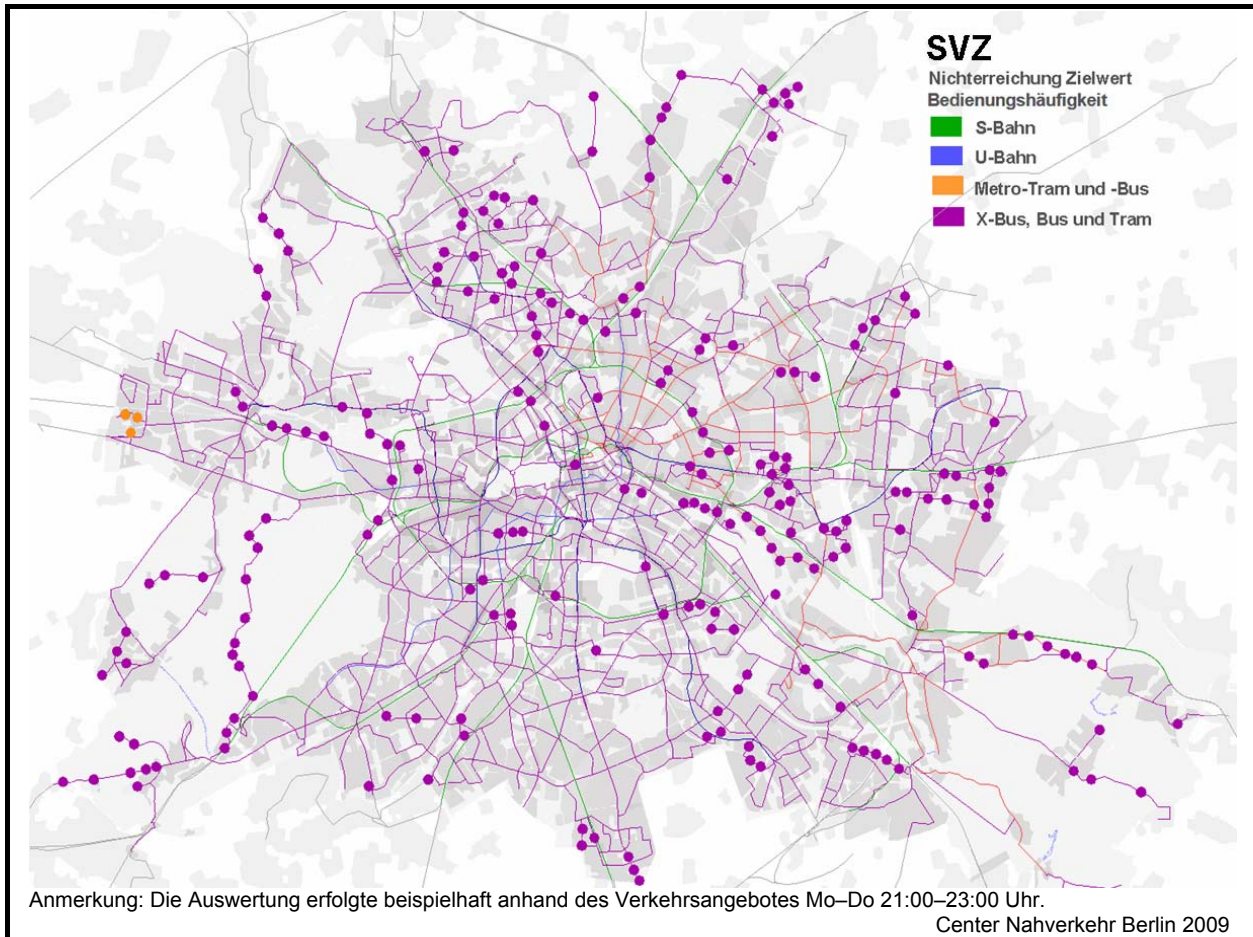 SVZ
Nichterreichung Zielwert
Bedienungshäufigkeit
S-Bahn
U-Bahn
Metro-Tram und -Bus
X-Bus, Bus und Tram
Anmerkung: Die Auswertung erfolgte beispielhaft anhand des Verkehrsangebotes Mo–Do 21:00–23:00 Uhr.
Center Nahverkehr Berlin 2009